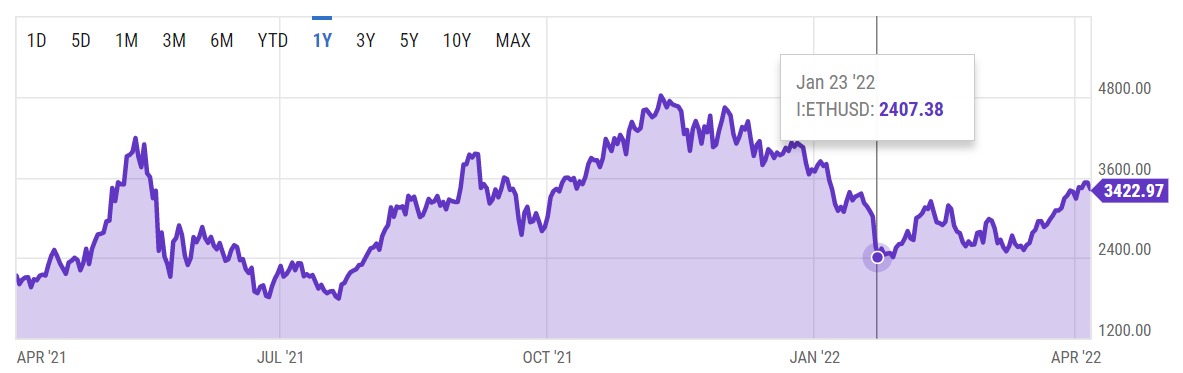 1D 5D 1M 3M 6M YTD 1Y 3Y 5Y 10Y MAX
Jan 23 '22
I:ETHUSD: 2407.38
4800.00
3600.00
3422.97
2400.00
1200.00
APR '21 JUL '21 OCT '21 JAN '22 APR '22